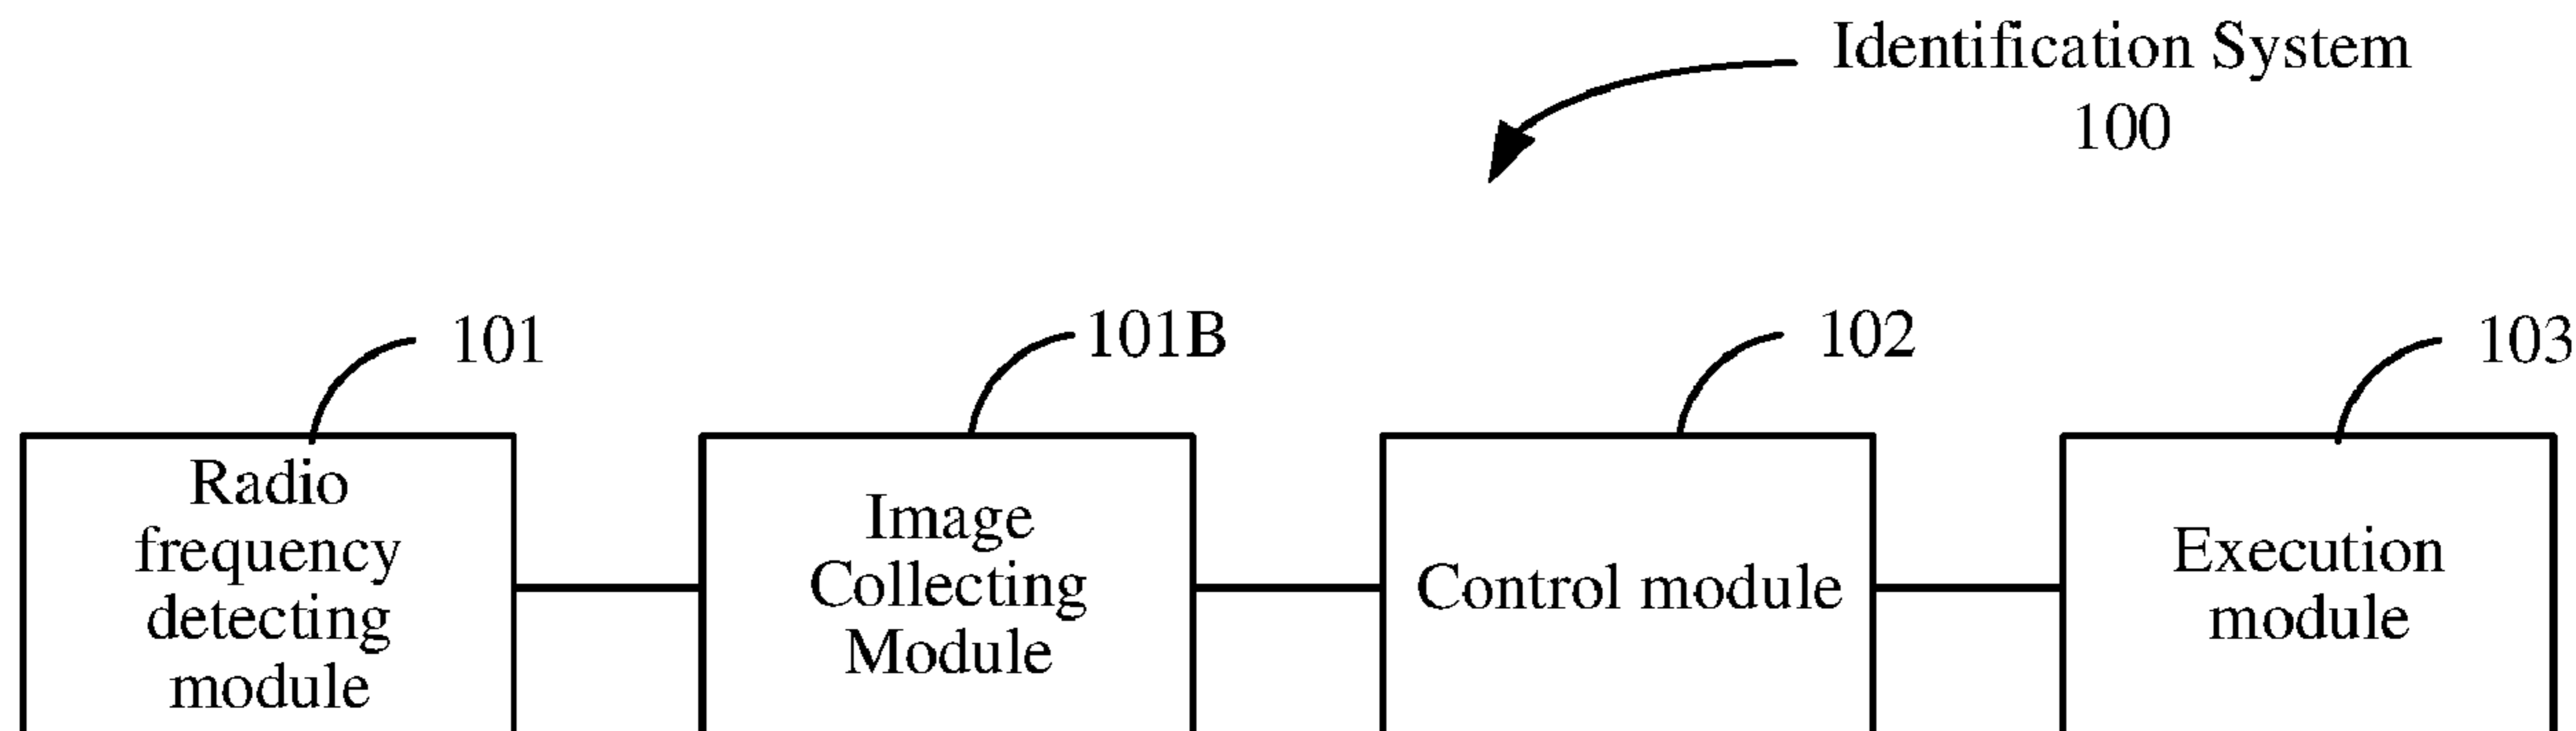 Identification System
100
101
101B
102
103
Radio
frequency
detecting
module
Image
Collecting
Module
Control module
Execution
module